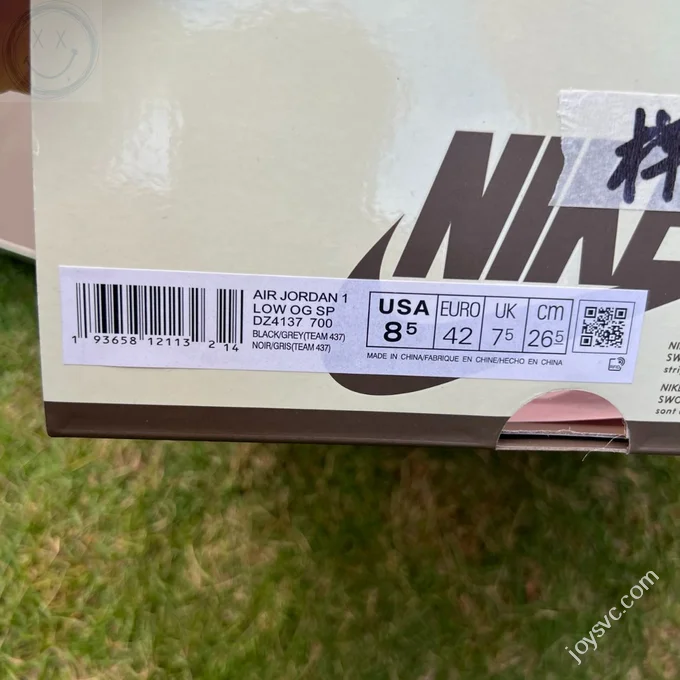 NIKE
AIR JORDAN 1
LOW OG SP
DZ4137 700
BLACK/GREY(TEAM 437)
NOIR/GRIS(TEAM 437)
1 93658 12113 2 14
USA
8.5
EURO
42
UK
7.5
CM
26.5
MADE IN CHINA/FABRIQUE EN CHINE/HECHO EN CHINA
RFID
joysvc.com